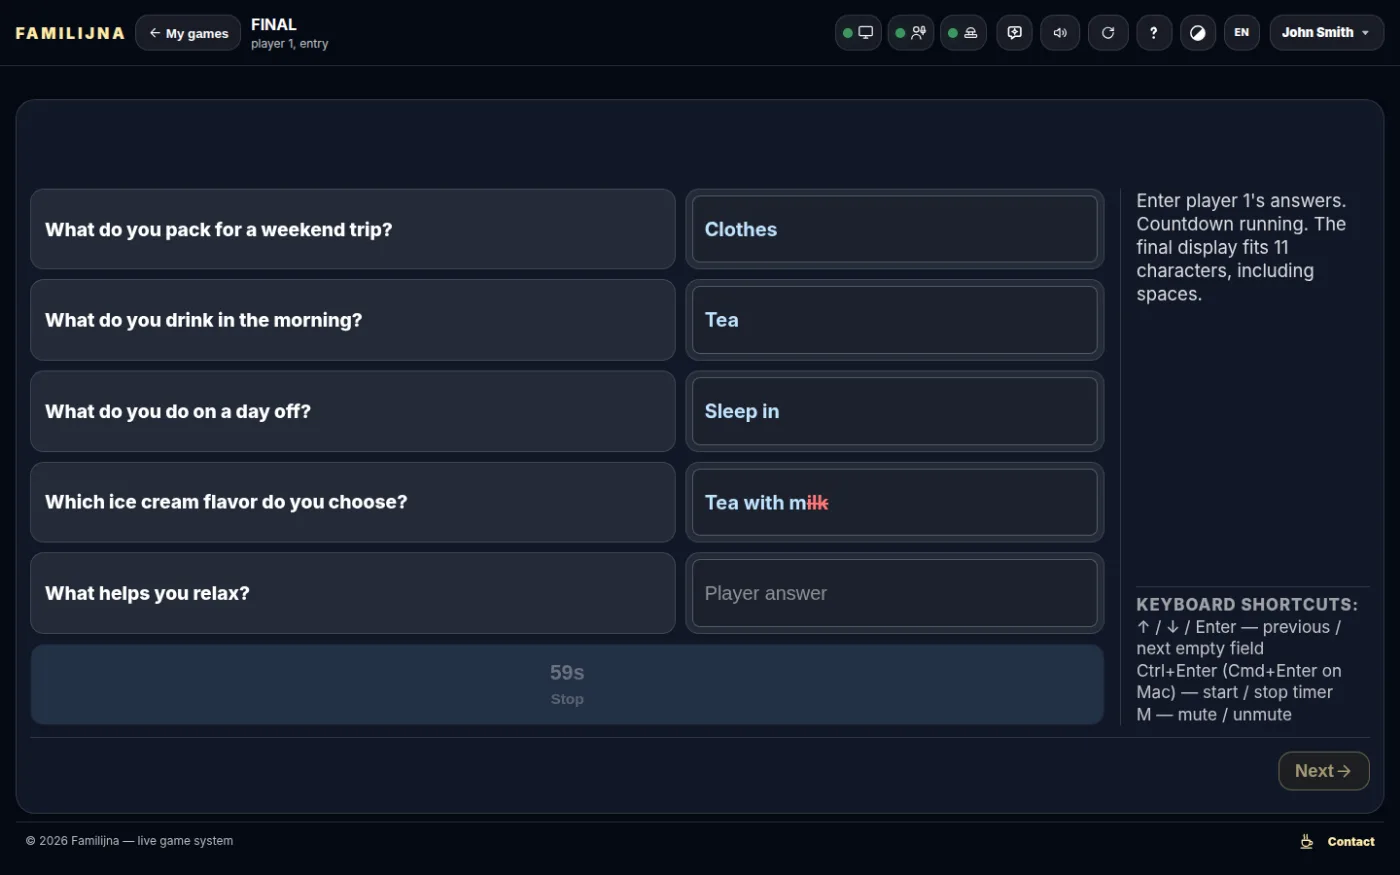 FAMILIJNA
← My games
FINAL
player 1, entry
?
EN
John Smith
What do you pack for a weekend trip?
Clothes
What do you drink in the morning?
Tea
What do you do on a day off?
Sleep in
Which ice cream flavor do you choose?
Tea with milk
What helps you relax?
Player answer
59s
Stop
Enter player 1's answers.
Countdown running. The
final display fits 11
characters, including
spaces.
KEYBOARD SHORTCUTS:
↑ / ↓ / Enter — previous /
next empty field
Ctrl+Enter (Cmd+Enter on
Mac) — start / stop timer
M — mute / unmute
Next →
© 2026 Familijna — live game system
Contact